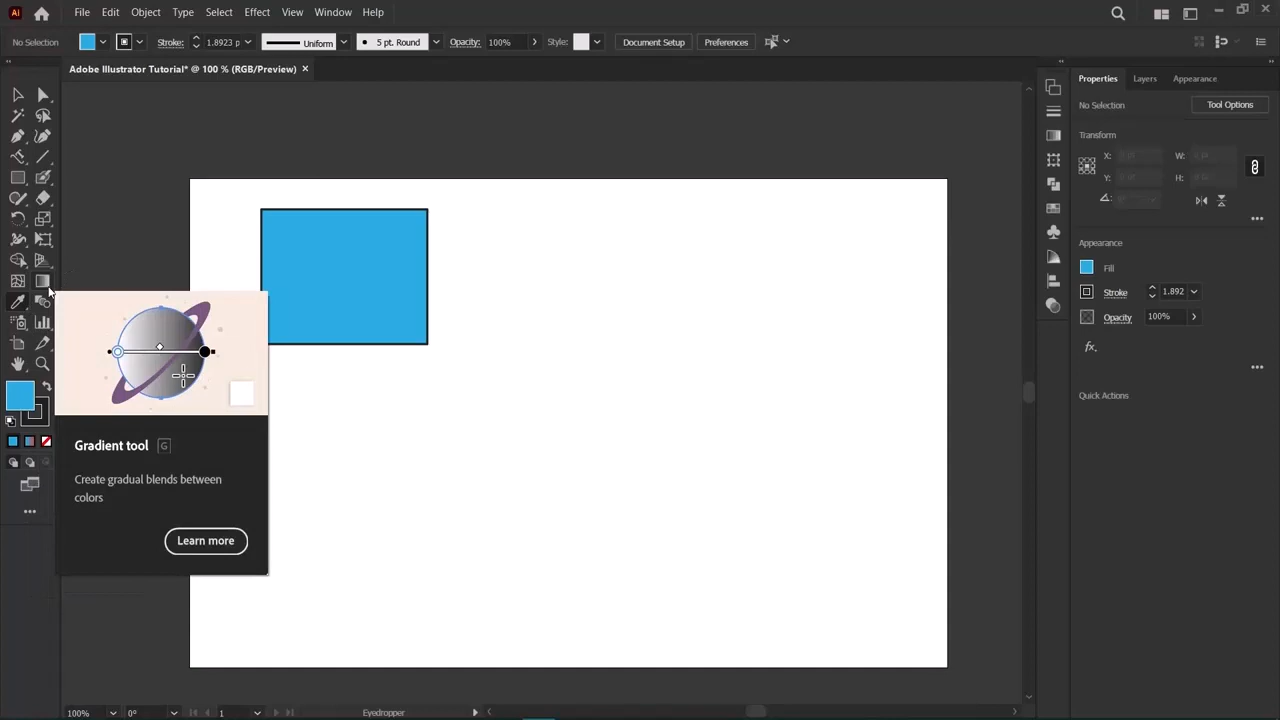 Ai File Edit Object Type Select Effect View Window Help
No Selection Stroke: 1.8923 p Uniform 5 pt. Round Opacity: 100% Style: Document Setup Preferences
Adobe Illustrator Tutorial* @ 100 % (RGB/Preview) ×
Properties Layers Appearance
No Selection Tool Options
Transform
X: W:
Y: H:
Appearance
Fill
Stroke 1.892
Opacity 100%
fx.
Quick Actions
Gradient tool G
Create gradual blends between
colors
Learn more
100% 0° 1 Eyedropper